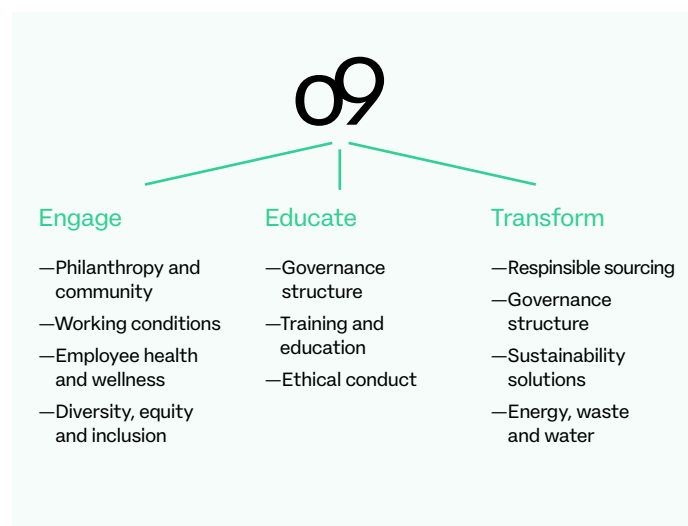 o9
Engage
—Philanthropy and
community
—Working conditions
—Employee health
and wellness
—Diversity, equity
and inclusion
Educate
—Governance
structure
—Training and
education
—Ethical conduct
Transform
—Respinsible sourcing
—Governance
structure
—Sustainability
solutions
—Energy, waste
and water